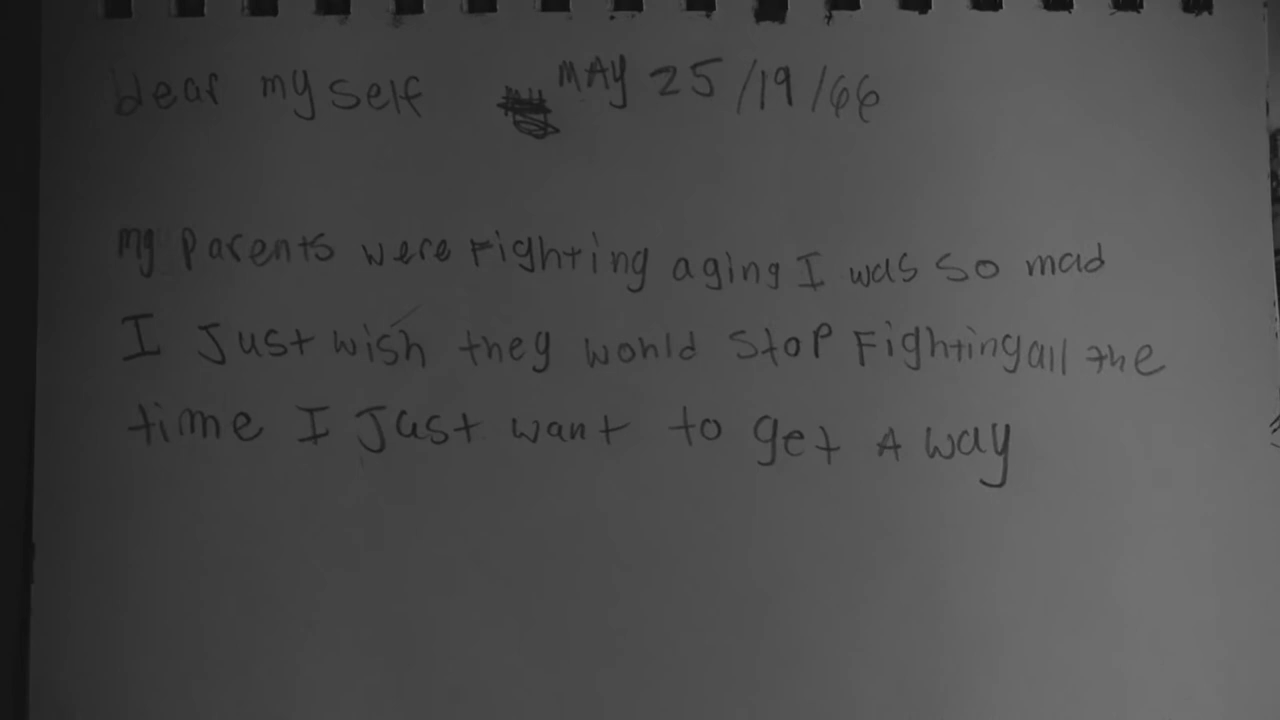 dear my self MAY 25/19/66
my parents were Fighting aging I was so mad
I Just wish they would stop Fighting all the
time I Just want to get A way